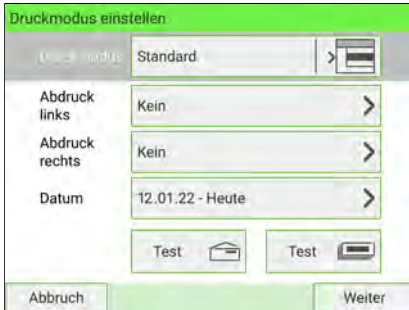 Druckmodus einstellen
Druckmodus Standard
Abdruck
links
Kein
Abdruck
rechts
Kein
Datum 12.01.22 - Heute
Test Test
Abbruch Weiter